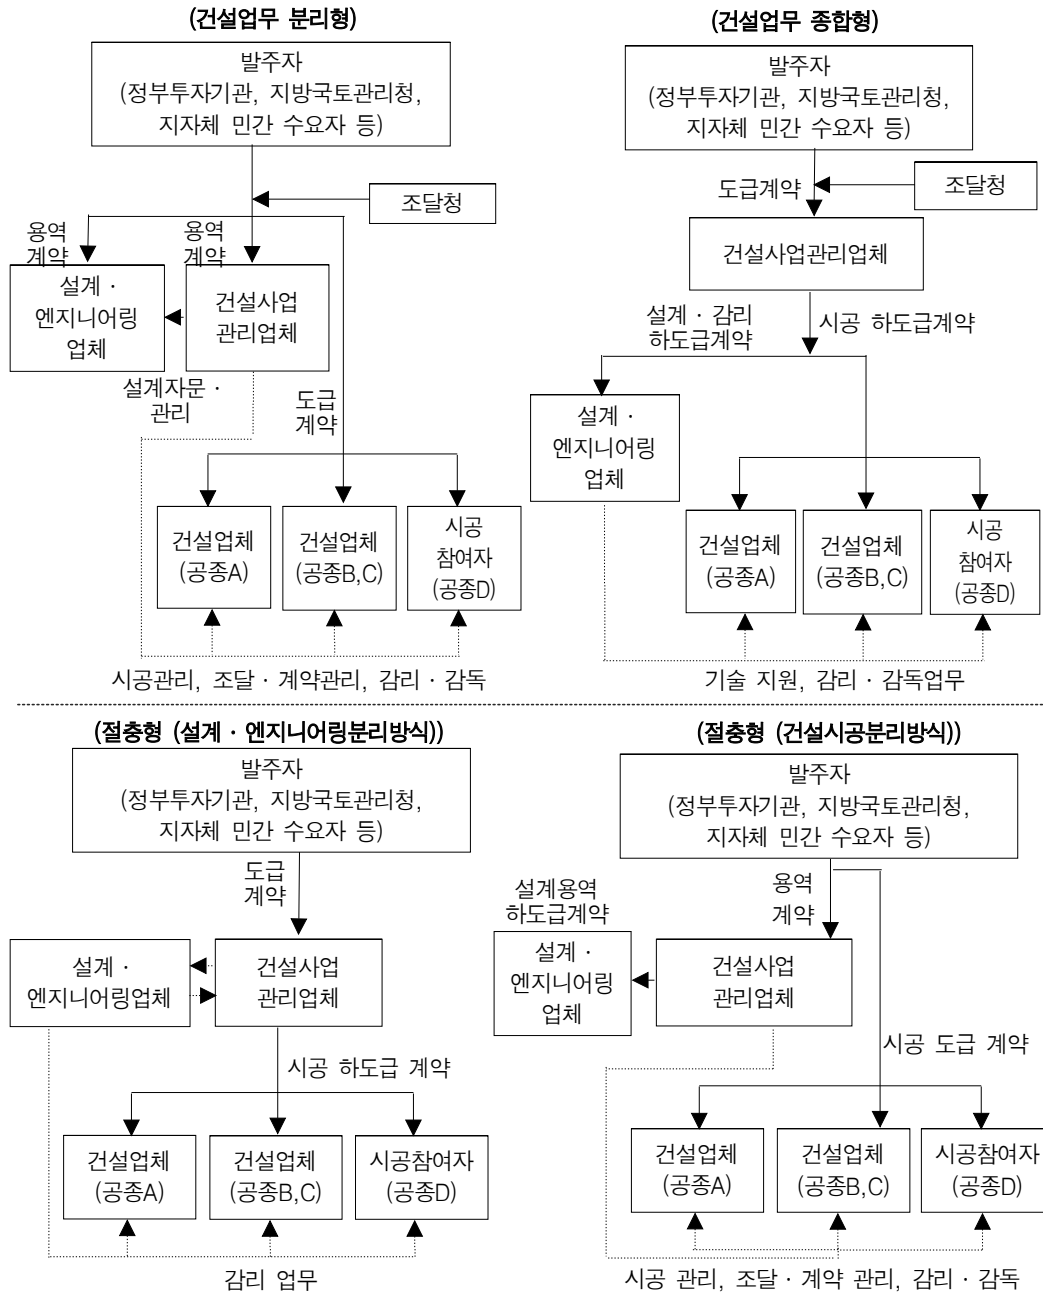 (건설업무 분리형)
발주자
(정부투자기관, 지방국토관리청,
지자체 민간 수요자 등)
조달청
용역
계약
용역
계약
설계 ·
엔지니어링
업체
건설사업
관리업체
설계자문 ·
관리
도급
계약
건설업체
(공종A)
건설업체
(공종B,C)
시공
참여자
(공종D)
시공관리, 조달 · 계약관리, 감리 · 감독
(건설업무 종합형)
발주자
(정부투자기관, 지방국토관리청,
지자체 민간 수요자 등)
도급계약
조달청
건설사업관리업체
설계 · 감리
하도급계약
시공 하도급계약
설계 ·
엔지니어링
업체
건설업체
(공종A)
건설업체
(공종B,C)
시공
참여자
(공종D)
기술 지원, 감리 · 감독업무
(절충형 (설계 · 엔지니어링분리방식))
발주자
(정부투자기관, 지방국토관리청,
지자체 민간 수요자 등)
도급
계약
설계 ·
엔지니어링업체
건설사업
관리업체
시공 하도급 계약
건설업체
(공종A)
건설업체
(공종B,C)
시공참여자
(공종D)
감리 업무
(절충형 (건설시공분리방식))
발주자
(정부투자기관, 지방국토관리청,
지자체 민간 수요자 등)
설계용역
하도급계약
용역
계약
설계 ·
엔지니어링
업체
건설사업
관리업체
시공 도급 계약
건설업체
(공종A)
건설업체
(공종B,C)
시공참여자
(공종D)
시공 관리, 조달 · 계약 관리, 감리 · 감독